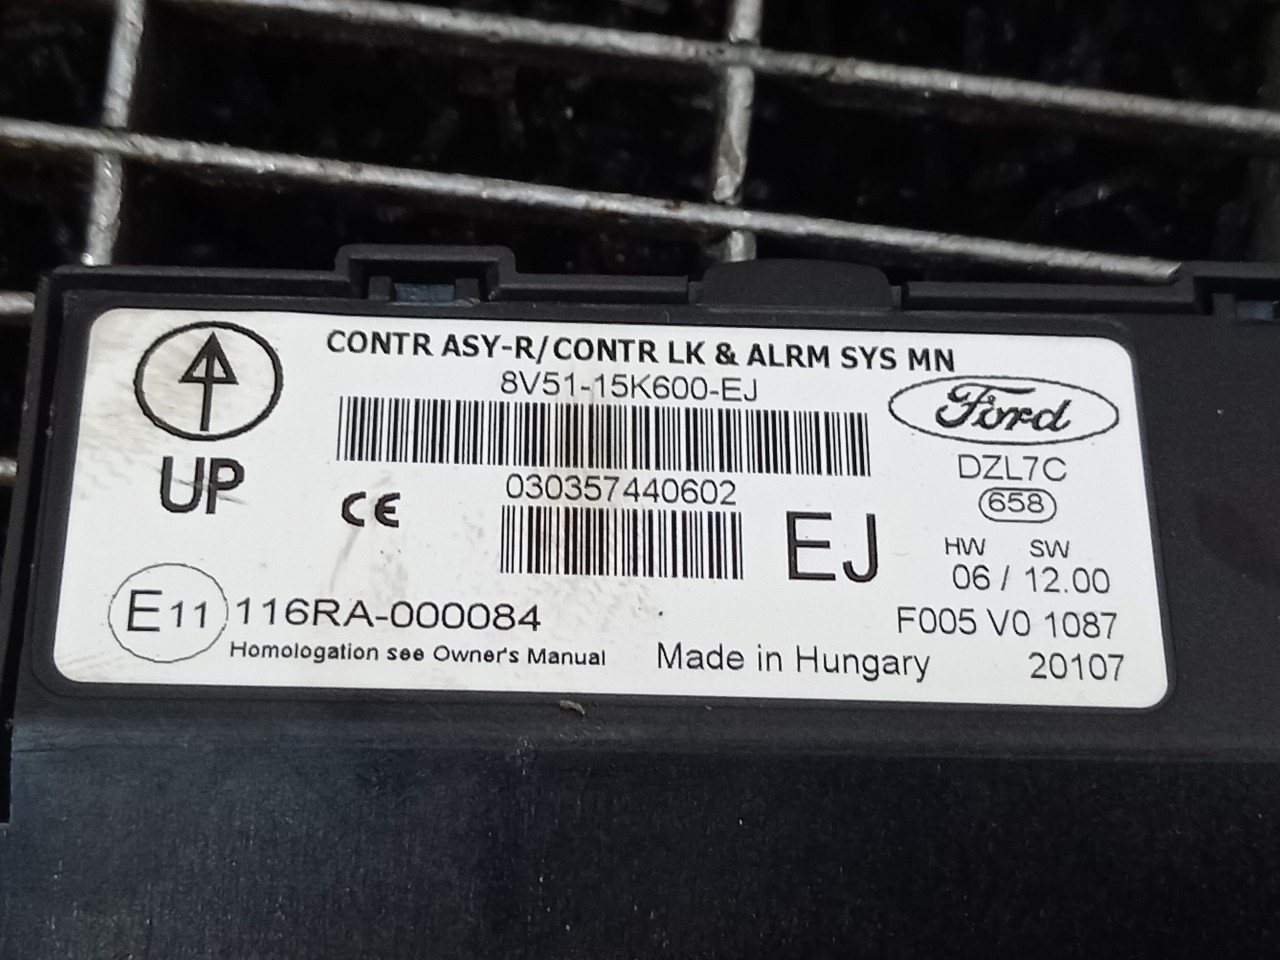 CONTR ASY-R/CONTR LK & ALRM SYS MN
8V51-15K600-EJ
Ford
UP
CE
030357440602
EJ
DZL7C
658
HW SW
06 / 12.00
E11 116RA-000084
F005 V0 1087
Homologation see Owner's Manual
Made in Hungary
20107